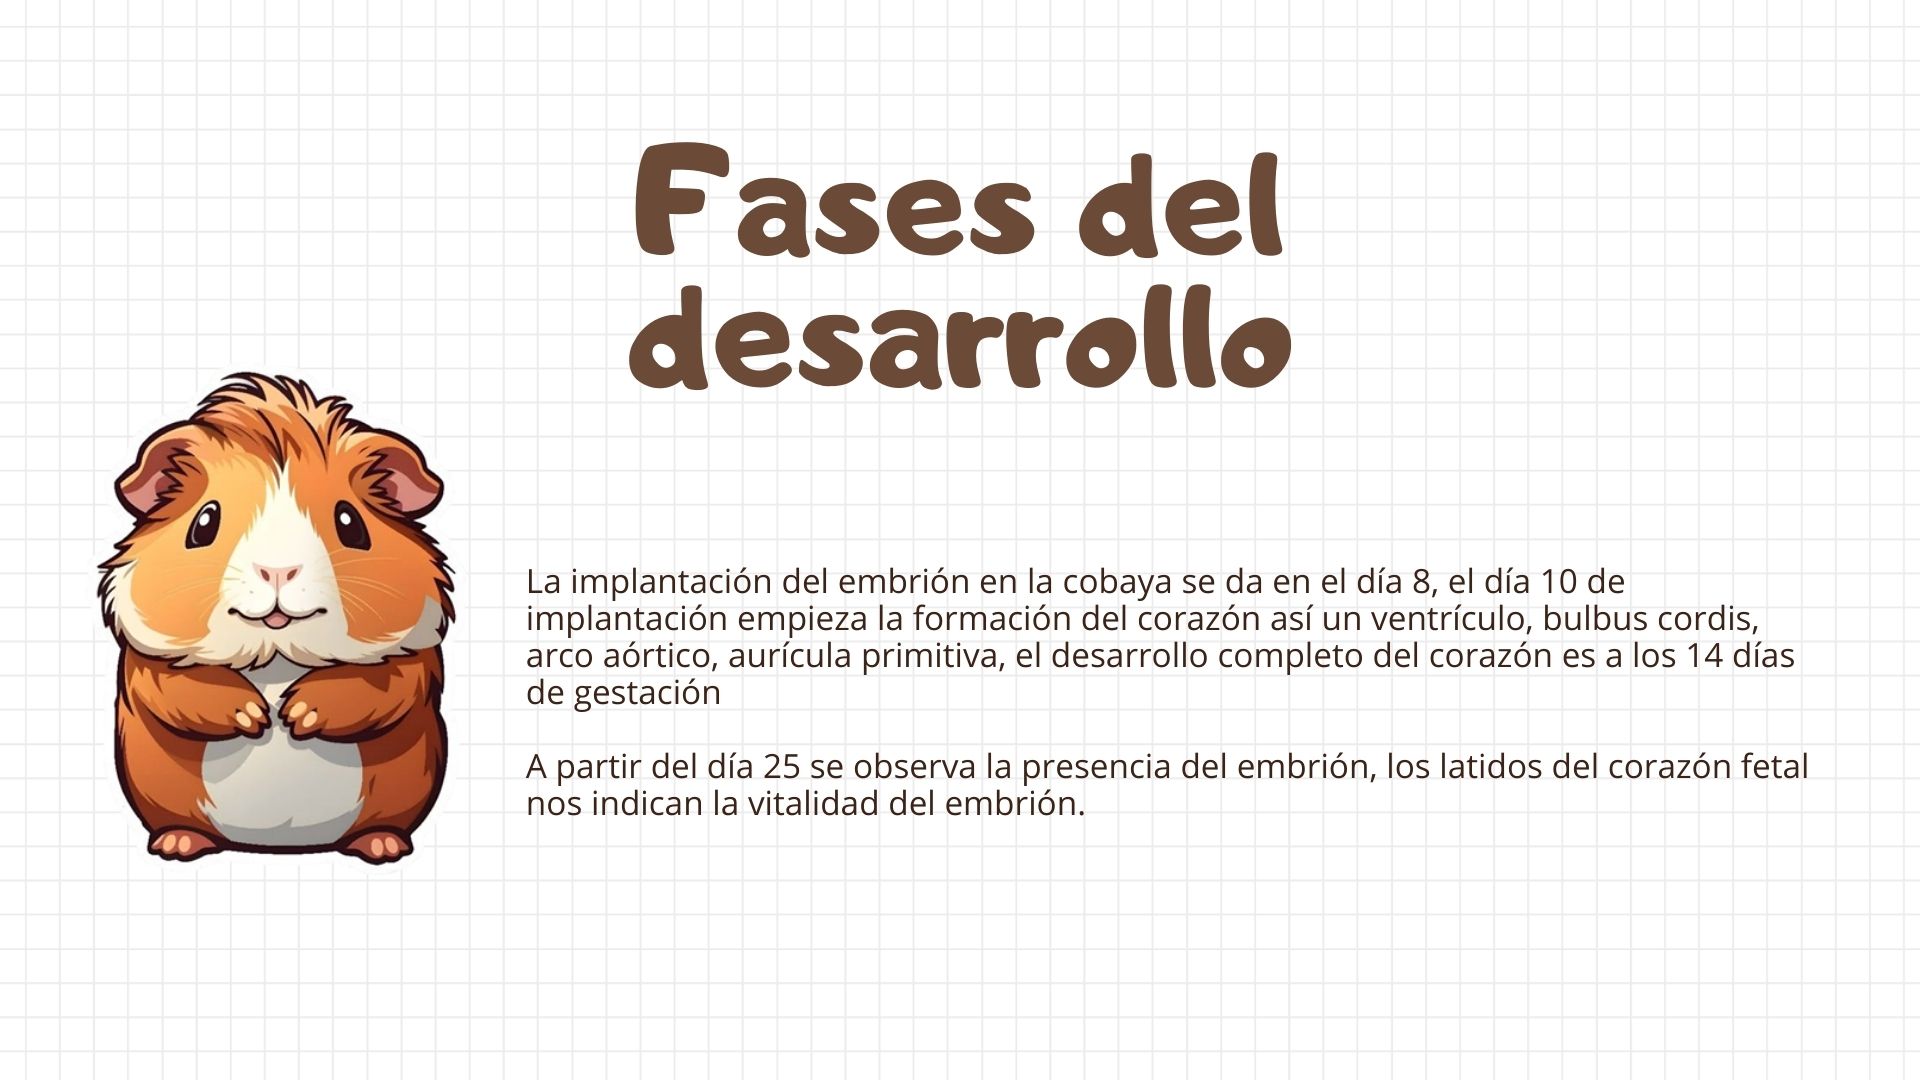 Fases del
desarrollo
La implantación del embrión en la cobaya se da en el día 8, el día 10 de
implantación empieza la formación del corazón así un ventrículo, bulbus cordis,
arco aórtico, aurícula primitiva, el desarrollo completo del corazón es a los 14 días
de gestación
A partir del día 25 se observa la presencia del embrión, los latidos del corazón fetal
nos indican la vitalidad del embrión.